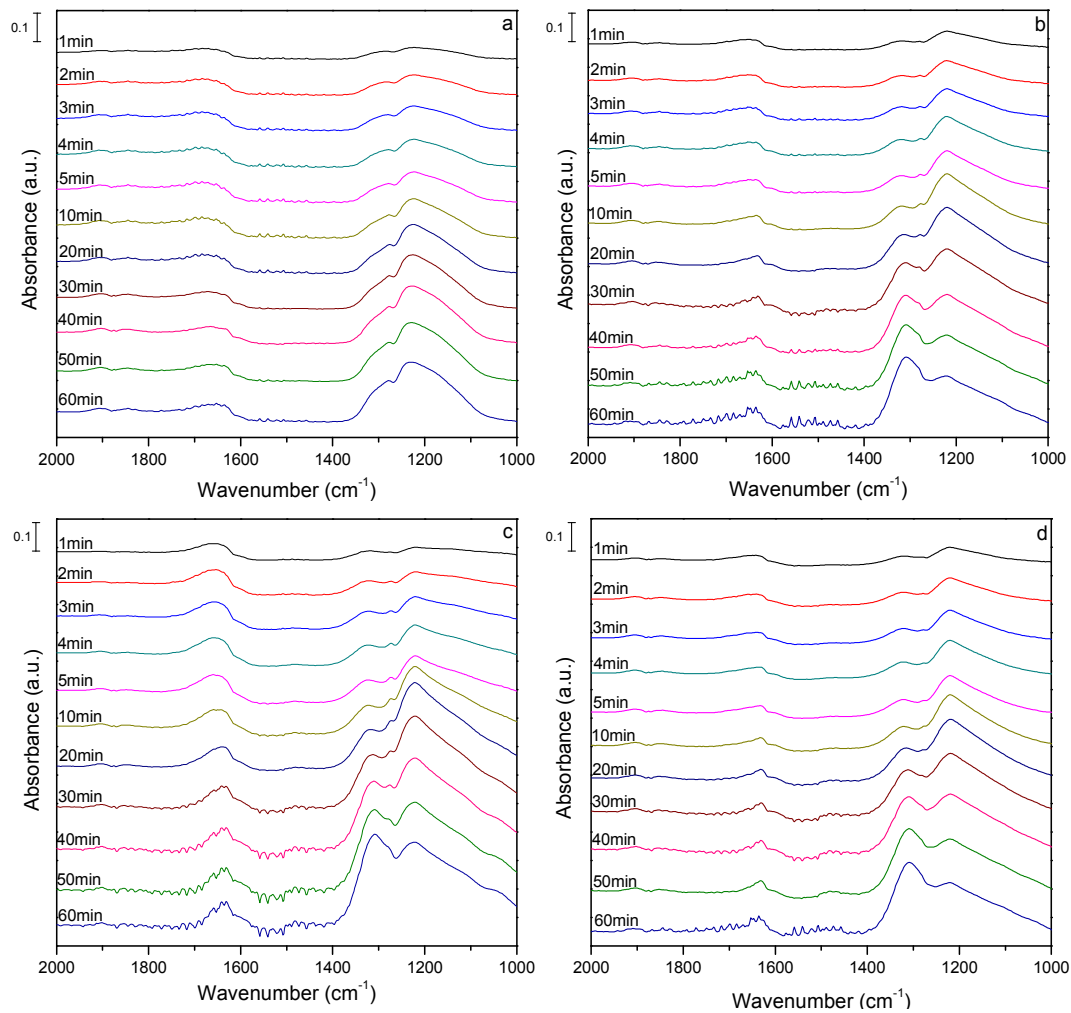 0.1
a
1min
2min
3min
4min
5min
10min
20min
30min
40min
50min
60min
Absorbance (a.u.)
2000 1800 1600 1400 1200 1000
Wavenumber (cm⁻¹)
0.1
b
1min
2min
3min
4min
5min
10min
20min
30min
40min
50min
60min
Absorbance (a.u.)
2000 1800 1600 1400 1200 1000
Wavenumber (cm⁻¹)
0.1
c
1min
2min
3min
4min
5min
10min
20min
30min
40min
50min
60min
Absorbance (a.u.)
2000 1800 1600 1400 1200 1000
Wavenumber (cm⁻¹)
0.1
d
1min
2min
3min
4min
5min
10min
20min
30min
40min
50min
60min
Absorbance (a.u.)
2000 1800 1600 1400 1200 1000
Wavenumber (cm⁻¹)